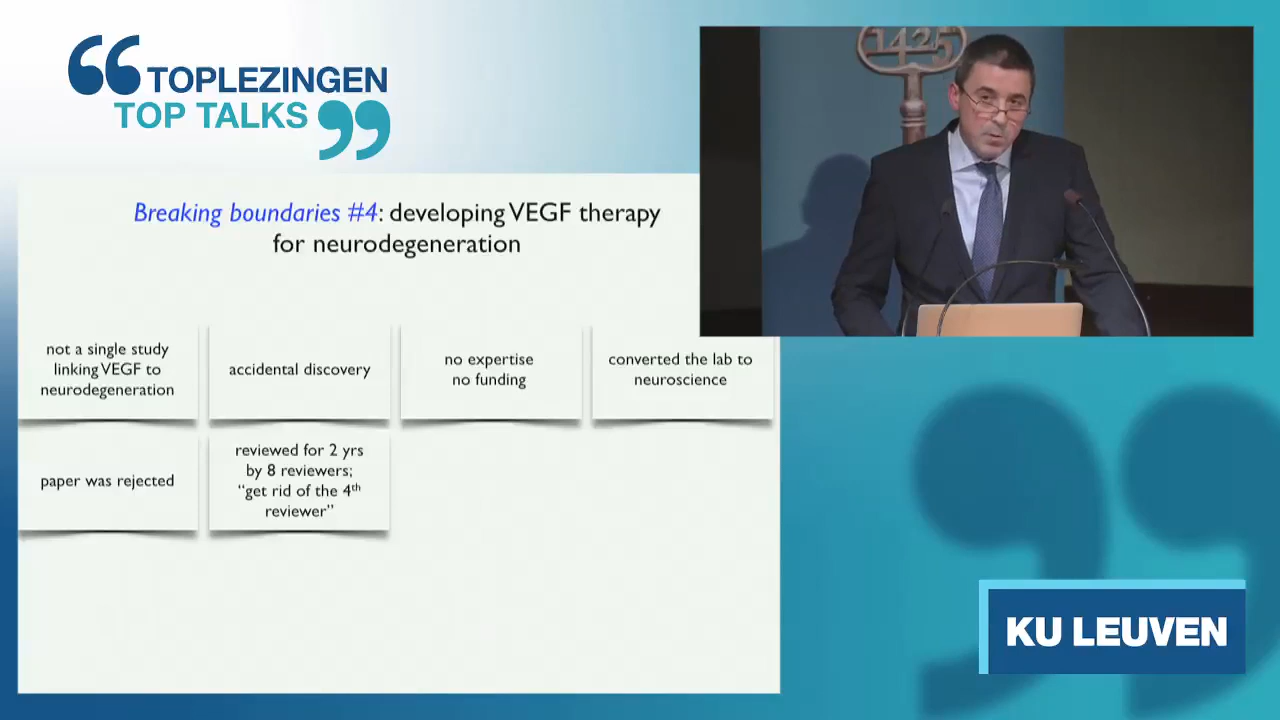 TOPLEZINGEN
TOP TALKS
1425
Breaking boundaries #4: developing VEGF therapy
for neurodegeneration
not a single study
linking VEGF to
neurodegeneration
accidental discovery
no expertise
no funding
converted the lab to
neuroscience
paper was rejected
reviewed for 2 yrs
by 8 reviewers;
“get rid of the 4th
reviewer”
KU LEUVEN